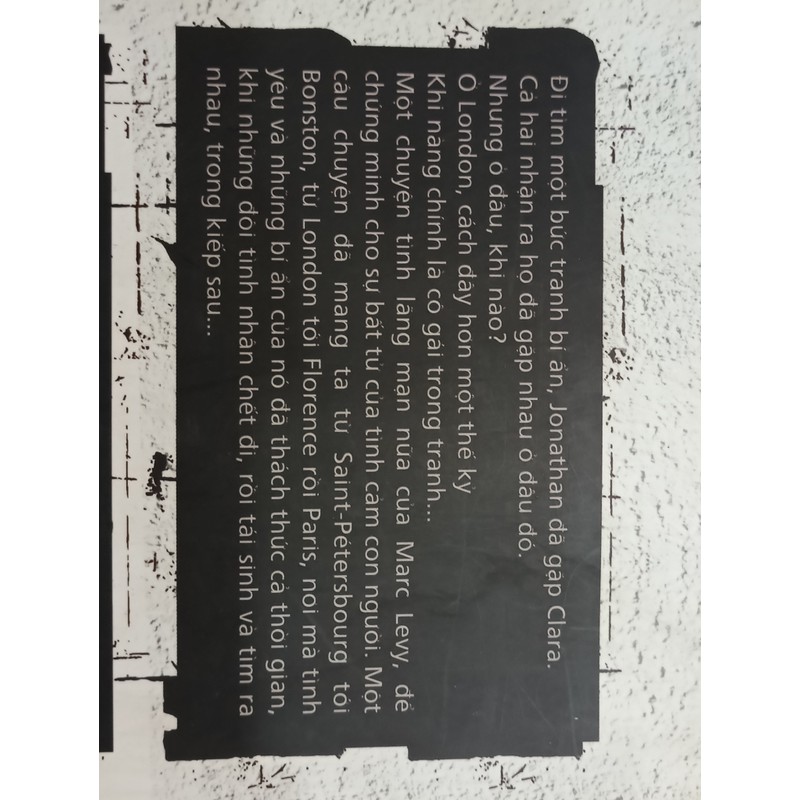 Đi tìm một bức tranh bí ẩn, Jonathan đã gặp Clara.
Cả hai nhận ra họ đã gặp nhau ở đâu đó.
Nhưng ở đâu, khi nào?
Ở London, cách đây hơn một thế kỷ
Khi nàng chính là cô gái trong tranh...
Một chuyện tình lãng mạn nữa của Marc Levy, để
chứng minh cho sự bất tử của tình cảm con người. Một
câu chuyện đã mang ta từ Saint-Pétersbourg tới
Bonston, từ London tới Florence rồi Paris, nơi mà tình
yêu và những bí ẩn của nó đã thách thức cả thời gian,
khi những đôi tình nhân chết đi, rồi tái sinh và tìm ra
nhau, trong kiếp sau...